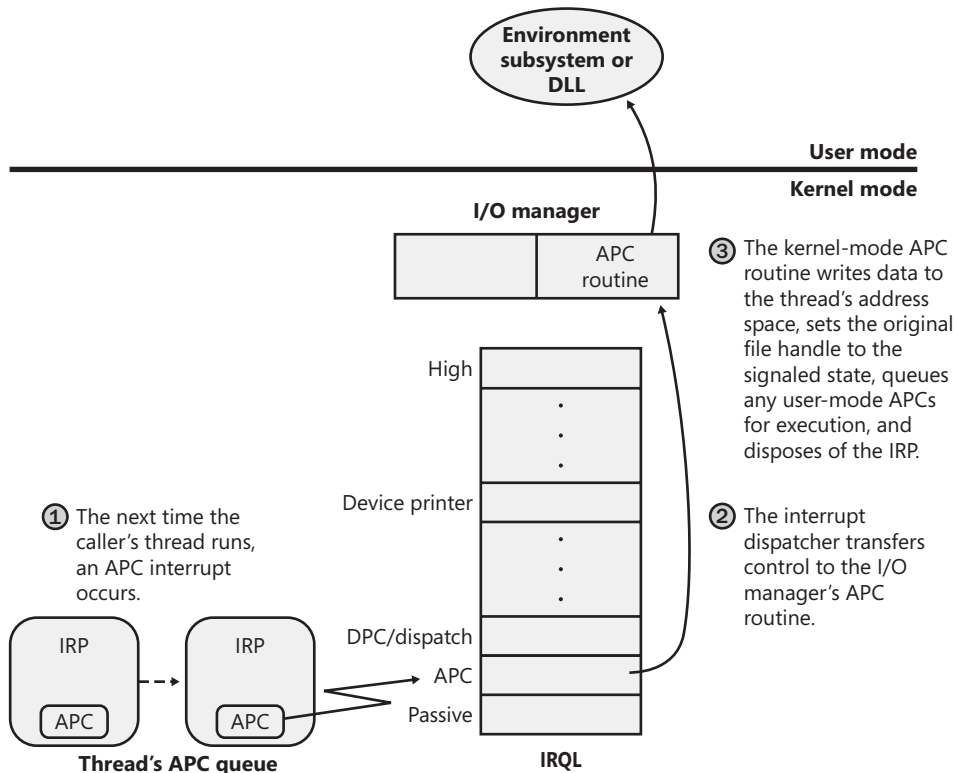 Environment
subsystem or
DLL
User mode
Kernel mode
I/O manager
APC
routine
③ The kernel-mode APC
routine writes data to
the thread's address
space, sets the original
file handle to the
signaled state, queues
any user-mode APCs
for execution, and
disposes of the IRP.
High
Device printer
① The next time the
caller's thread runs,
an APC interrupt
occurs.
② The interrupt
dispatcher transfers
control to the I/O
manager's APC
routine.
DPC/dispatch
APC
Passive
IRP
APC
IRP
APC
Thread's APC queue
IRQL